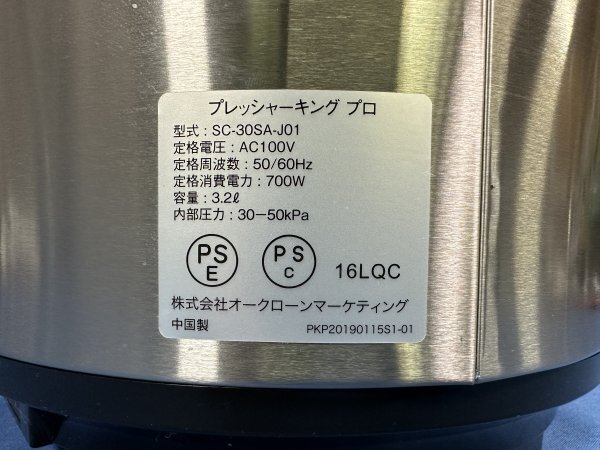 プレッシャーキング プロ
型式：SC-30SA-J01
定格電圧：AC100V
定格周波数：50/60Hz
定格消費電力：700W
容量：3.2ℓ
内部圧力：30－50kPa
PS
E
PS
C
16LQC
株式会社オークローンマーケティング
中国製
PKP20190115S1-01